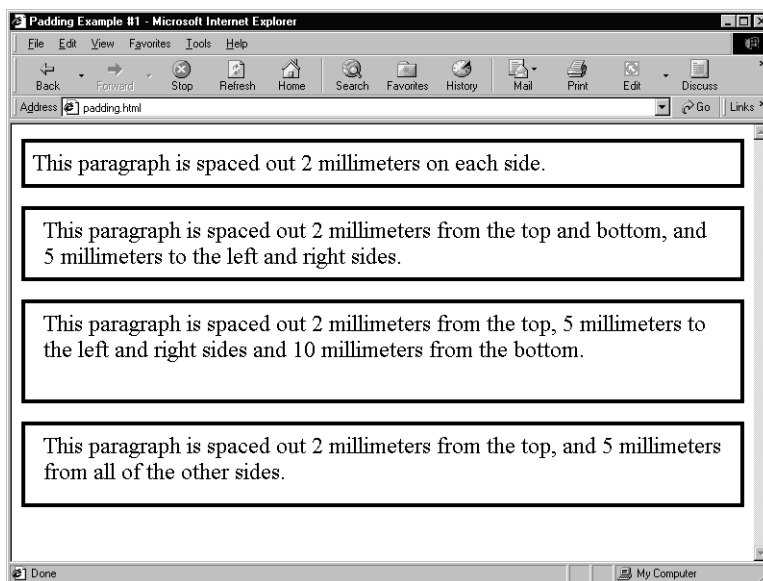 Padding Example #1 - Microsoft Internet Explorer
File Edit View Favorites Tools Help
Back Forward Stop Refresh Home Search Favorites History Mail Print Edit Discuss
Address padding.html Go Links
This paragraph is spaced out 2 millimeters on each side.
This paragraph is spaced out 2 millimeters from the top and bottom, and
5 millimeters to the left and right sides.
This paragraph is spaced out 2 millimeters from the top, 5 millimeters to
the left and right sides and 10 millimeters from the bottom.
This paragraph is spaced out 2 millimeters from the top, and 5 millimeters
from all of the other sides.
Done My Computer